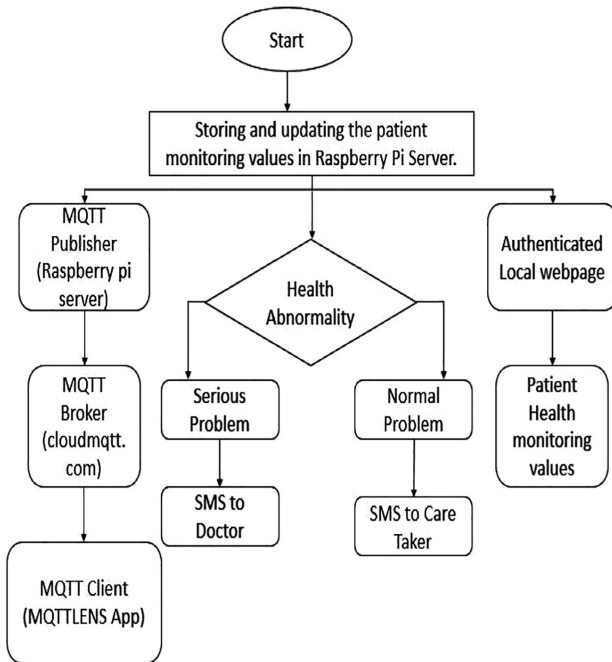 Start
Storing and updating the patient
monitoring values in Raspberry Pi Server.
MQTT
Publisher
(Raspberry pi
server)
Health
Abnormality
Authenticated
Local webpage
MQTT
Broker
(cloudmqtt.
com)
Serious
Problem
Normal
Problem
Patient
Health
monitoring
values
SMS to
Doctor
SMS to Care
Taker
MQTT Client
(MQTTLENS App)